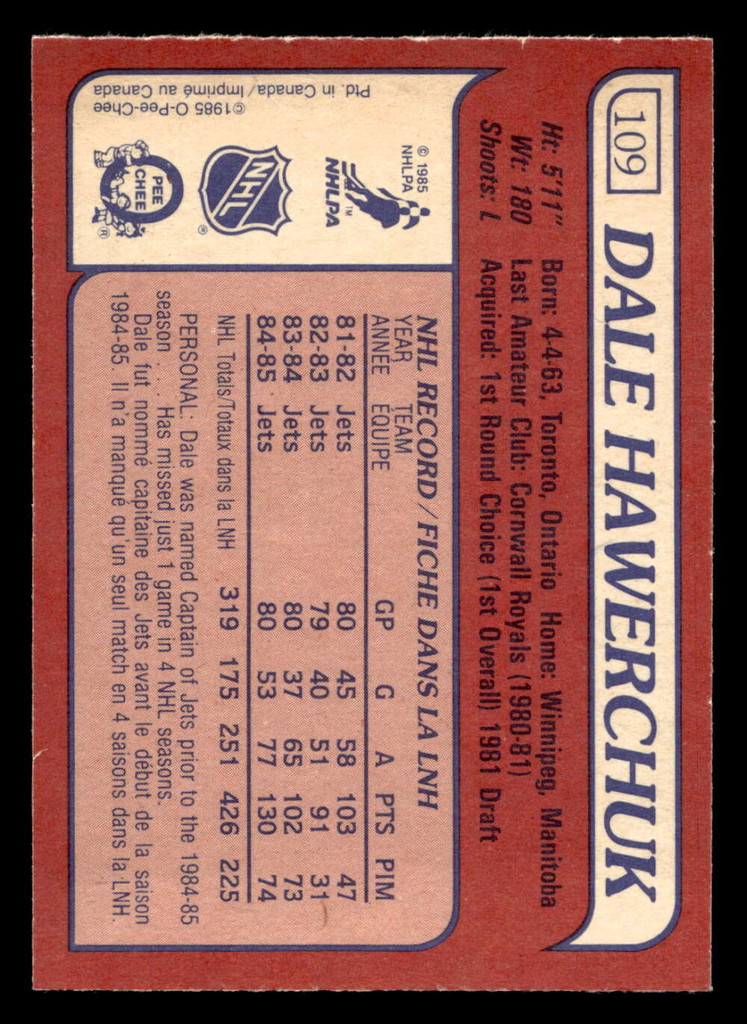 109 DALE HAWERCHUK
Ht: 5'11" Born: 4-4-63, Toronto, Ontario Home: Winnipeg, Manitoba
Wt: 180 Last Amateur Club: Cornwall Royals (1980-81)
Shoots: L Acquired: 1st Round Choice (1st Overall) 1981 Draft
© 1985
NHLPA
NHLPA
TM
NHL
®
PEE
CHEE
®
©1985 O-Pee-Chee
Ptd. in Canada/Imprimé au Canada
NHL RECORD/FICHE DANS LA LNH
YEAR TEAM
ANNÉE ÉQUIPE GP G A PTS PIM
81-82 Jets 80 45 58 103 47
82-83 Jets 79 40 51 91 31
83-84 Jets 80 37 65 102 73
84-85 Jets 80 53 77 130 74
NHL Totals/Totaux dans la LNH 319 175 251 426 225
PERSONAL: Dale was named Captain of Jets prior to the 1984-85
season . . . Has missed just 1 game in 4 NHL seasons.
Dale fut nommé capitaine des Jets avant le début de la saison
1984-85. Il n'a manqué qu'un seul match en 4 saisons dans la LNH.